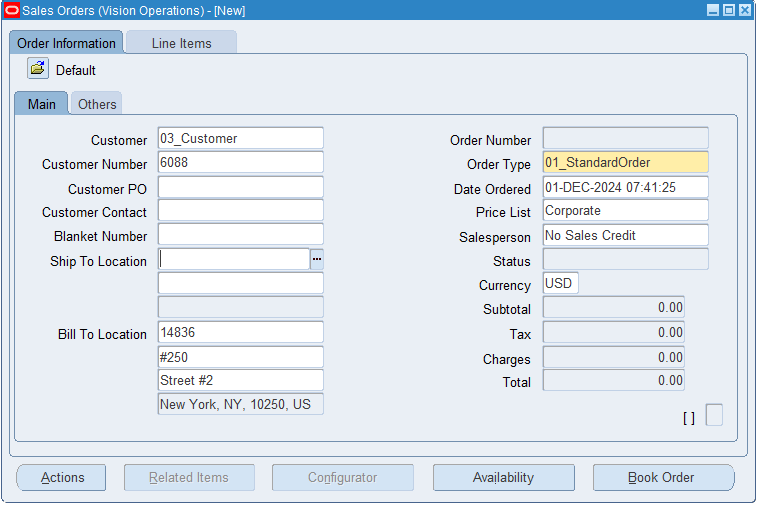 Sales Orders (Vision Operations) - [New]
Order Information Line Items
Default
Main Others
Customer 03_Customer
Customer Number 6088
Customer PO
Customer Contact
Blanket Number
Ship To Location ...
Bill To Location 14836
#250
Street #2
New York, NY, 10250, US
Order Number
Order Type 01_StandardOrder
Date Ordered 01-DEC-2024 07:41:25
Price List Corporate
Salesperson No Sales Credit
Status
Currency USD
Subtotal 0.00
Tax 0.00
Charges 0.00
Total 0.00
[ ]
Actions Related Items Configurator Availability Book Order